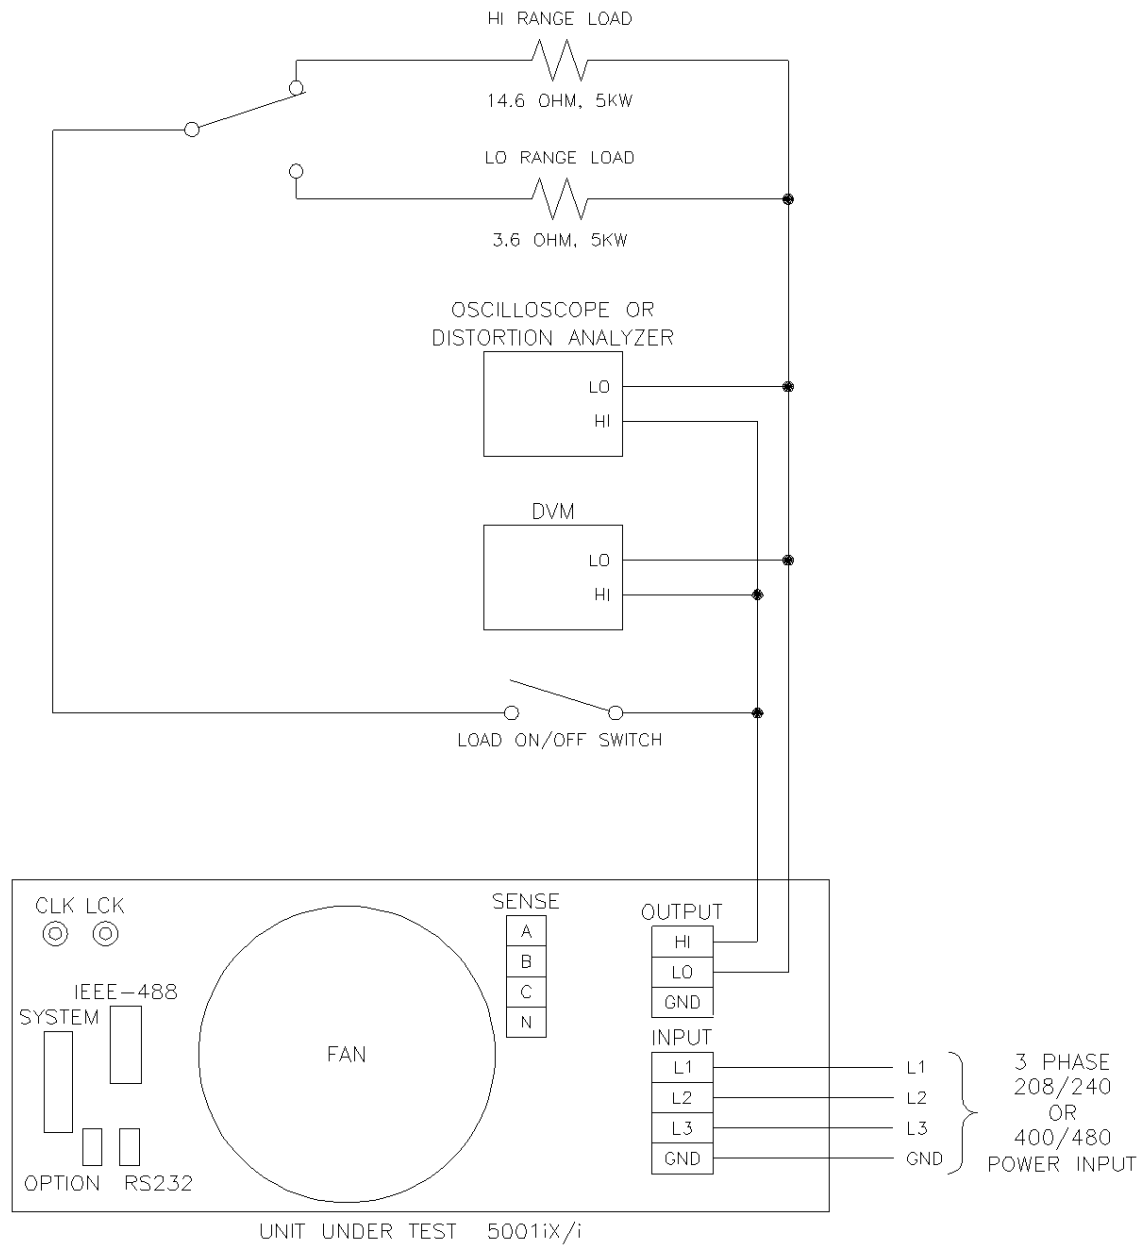 HI RANGE LOAD
14.6 OHM, 5KW
LO RANGE LOAD
3.6 OHM, 5KW
OSCILLOSCOPE OR
DISTORTION ANALYZER
LO
HI
DVM
LO
HI
LOAD ON/OFF SWITCH
CLK LCK
IEEE-488
SYSTEM
OPTION RS232
FAN
SENSE
A
B
C
N
OUTPUT
HI
LO
GND
INPUT
L1
L2
L3
GND
L1
L2
L3
GND
3 PHASE
208/240
OR
400/480
POWER INPUT
UNIT UNDER TEST 5001iX/i